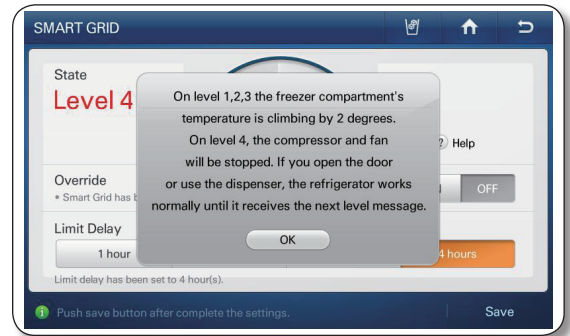 SMART GRID
State
Level 4
On level 1,2,3 the freezer compartment's
temperature is climbing by 2 degrees.
On level 4, the compressor and fan
will be stopped. If you open the door
or use the dispenser, the refrigerator works
normally until it receives the next level message.
OK
? Help
Override
• Smart Grid has
OFF
Limit Delay
1 hour
4 hours
Limit delay has been set to 4 hour(s).
Push save button after complete the settings.
Save